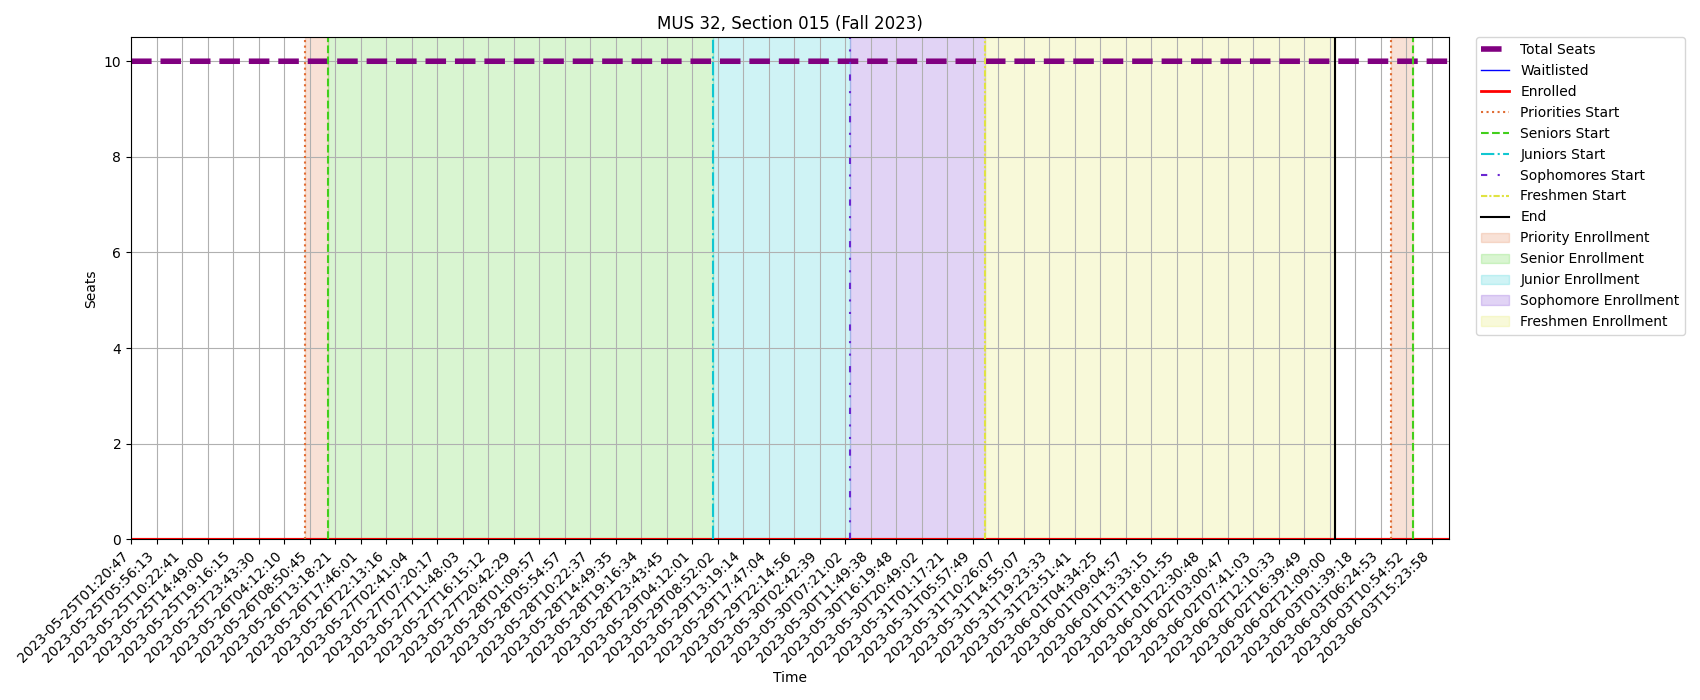 MUS 32, Section 015 (Fall 2023)
Seats
10
8
6
4
2
0
2023-05-25T01:20:47
2023-05-25T05:56:13
2023-05-25T10:22:41
2023-05-25T14:49:00
2023-05-25T19:16:15
2023-05-25T23:43:30
2023-05-26T04:12:10
2023-05-26T08:50:45
2023-05-26T13:18:21
2023-05-26T17:46:01
2023-05-26T22:13:16
2023-05-27T02:41:04
2023-05-27T07:20:17
2023-05-27T11:48:03
2023-05-27T16:15:12
2023-05-27T20:42:29
2023-05-28T01:09:57
2023-05-28T05:54:57
2023-05-28T10:22:37
2023-05-28T14:49:35
2023-05-28T19:16:34
2023-05-28T23:43:45
2023-05-29T04:12:01
2023-05-29T08:52:02
2023-05-29T13:19:14
2023-05-29T17:47:04
2023-05-29T22:14:56
2023-05-30T02:42:39
2023-05-30T07:21:02
2023-05-30T11:49:38
2023-05-30T16:19:48
2023-05-30T20:49:02
2023-05-31T01:17:21
2023-05-31T05:57:49
2023-05-31T10:26:07
2023-05-31T14:55:07
2023-05-31T19:23:33
2023-05-31T23:51:41
2023-06-01T04:34:25
2023-06-01T09:04:57
2023-06-01T13:33:15
2023-06-01T18:01:55
2023-06-01T22:30:48
2023-06-02T03:00:47
2023-06-02T07:41:03
2023-06-02T12:10:33
2023-06-02T16:39:49
2023-06-02T21:09:00
2023-06-03T01:39:18
2023-06-03T06:24:53
2023-06-03T10:54:52
2023-06-03T15:23:58
Time
Total Seats
Waitlisted
Enrolled
Priorities Start
Seniors Start
Juniors Start
Sophomores Start
Freshmen Start
End
Priority Enrollment
Senior Enrollment
Junior Enrollment
Sophomore Enrollment
Freshmen Enrollment